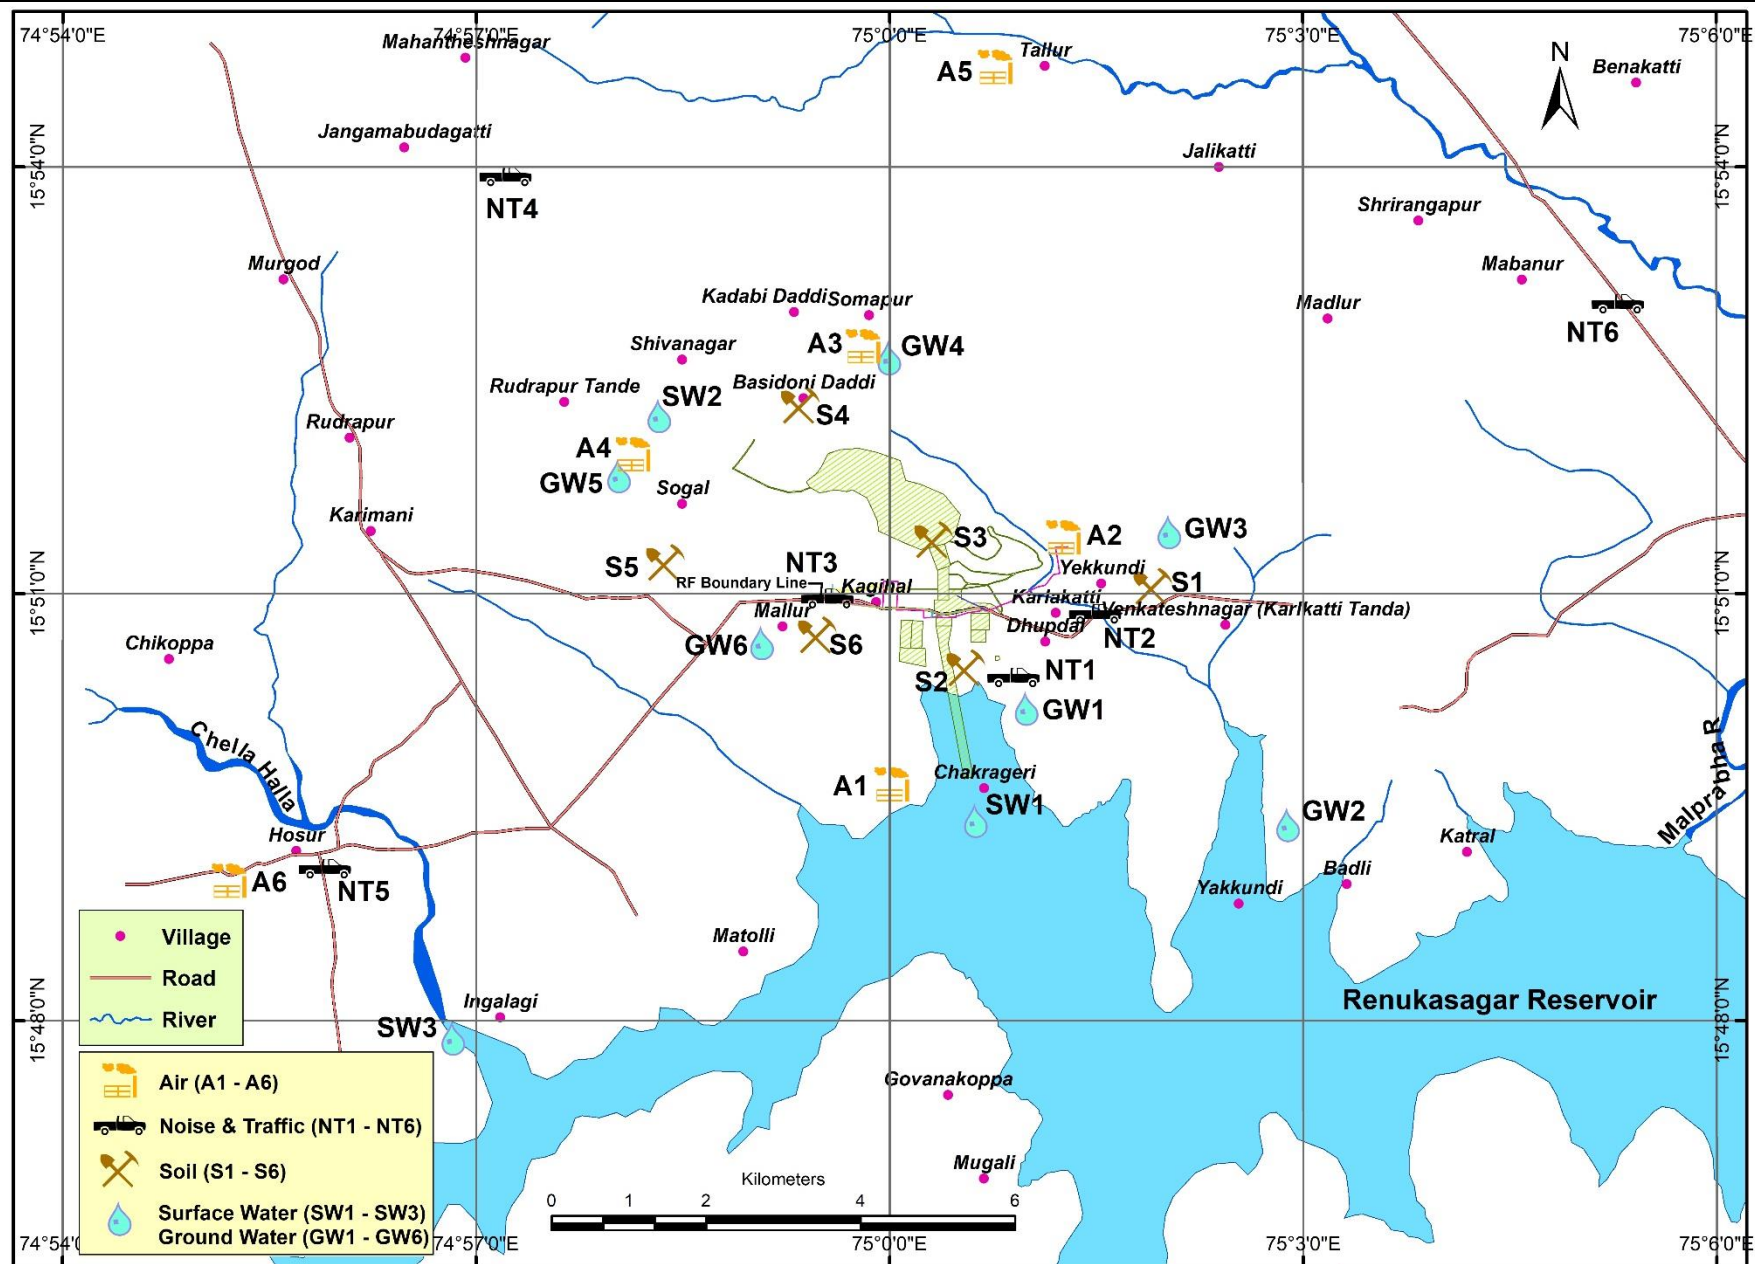 74°54'0"E
74°57'0"E
75°0'0"E
75°3'0"E
75°6'0"E
Mahantheshnagar
Tallur
A5
N
Benakatti
Jangamabudagatti
15°54'0"N
15°54'0"N
Jalikatti
NT4
Shrirangapur
Murgod
Mabanur
Kadabi Daddi
Somapur
Madlur
NT6
A3
GW4
Shivanagar
Rudrapur Tande
Basidoni Daddi
SW2
S4
Rudrapur
A4
GW5
Sogal
Karimani
S3
A2
GW3
S5
NT3
RF Boundary Line
Kaginal
Yekkundi
S1
15°51'0"N
15°51'0"N
Kariakatti
Mallur
Venkateshnagar (Karlkatti Tanda)
Dhupdal
NT2
Chikoppa
GW6
S6
S2
NT1
GW1
Chella Halla
Malprabha R
Chakrageri
A1
SW1
GW2
Hosur
Katral
A6
NT5
Badli
Yakkundi
Village
Matolli
Road
Ingalagi
Renukasagar Reservoir
River
SW3
15°48'0"N
15°48'0"N
Air (A1 - A6)
Govanakoppa
Noise & Traffic (NT1 - NT6)
Soil (S1 - S6)
Mugali
Kilometers
0 1 2 4 6
Surface Water (SW1 - SW3)
Ground Water (GW1 - GW6)
74°54'0"E
74°57'0"E
75°0'0"E
75°3'0"E
75°6'0"E